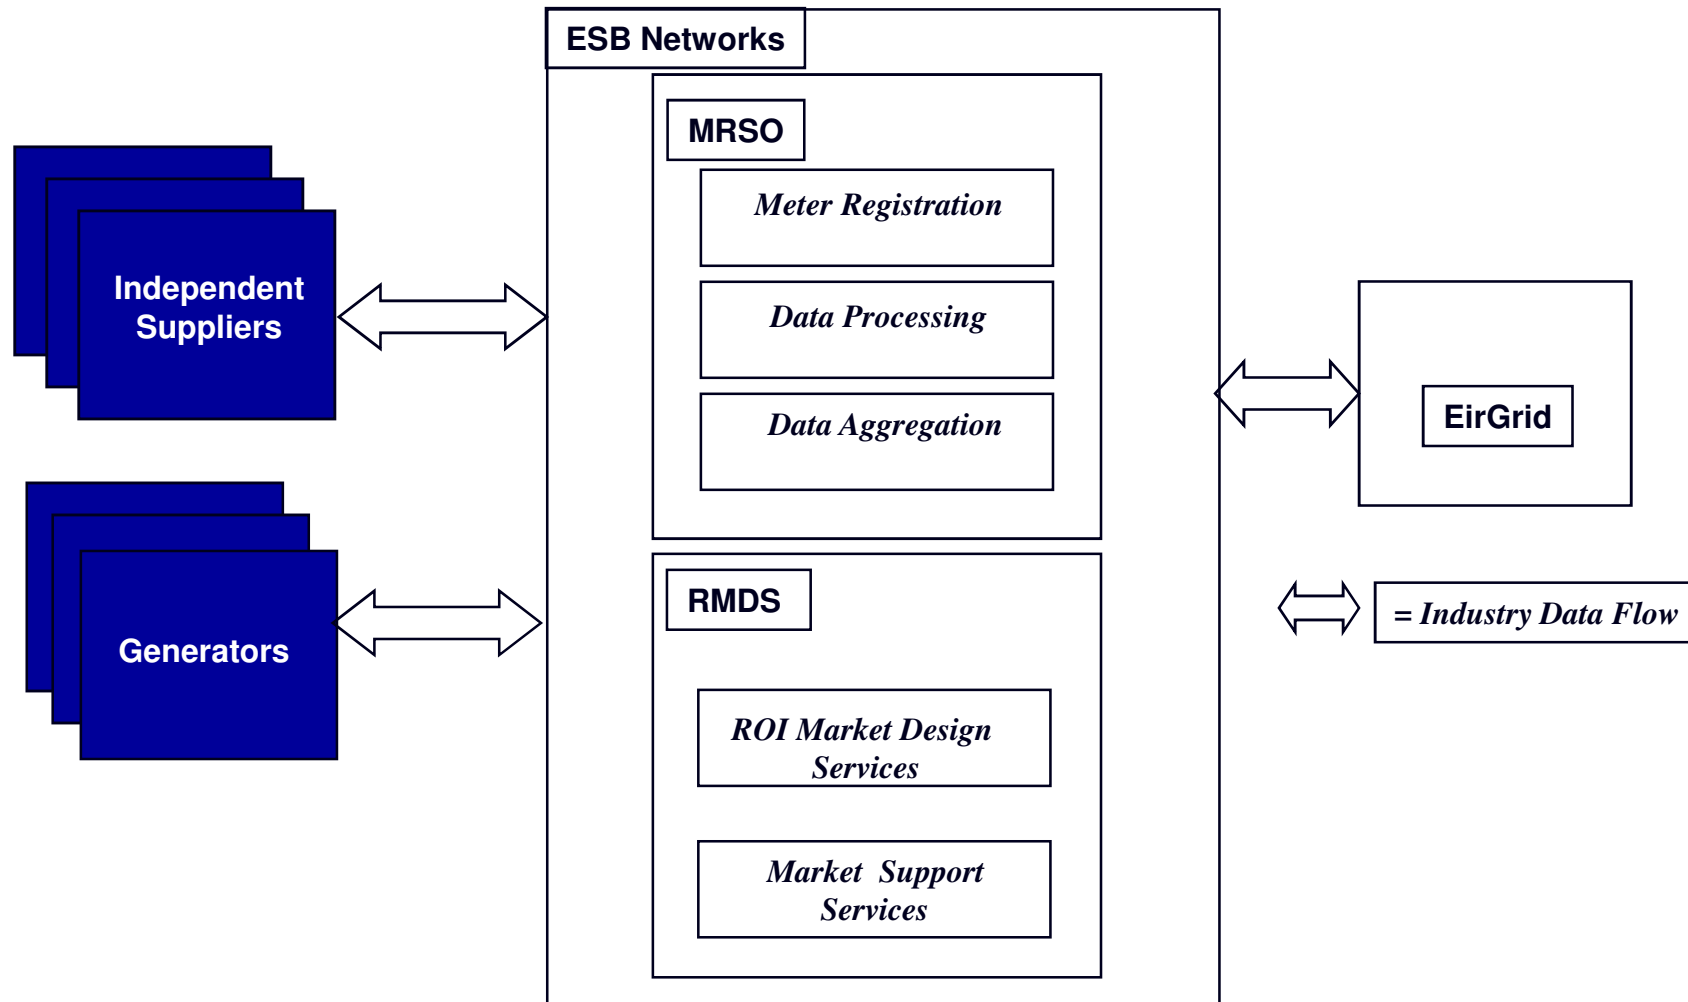 ESB Networks
MRSO
Meter Registration
Data Processing
Data Aggregation
Independent
Suppliers
Generators
RMDS
ROI Market Design
Services
Market Support
Services
EirGrid
= Industry Data Flow